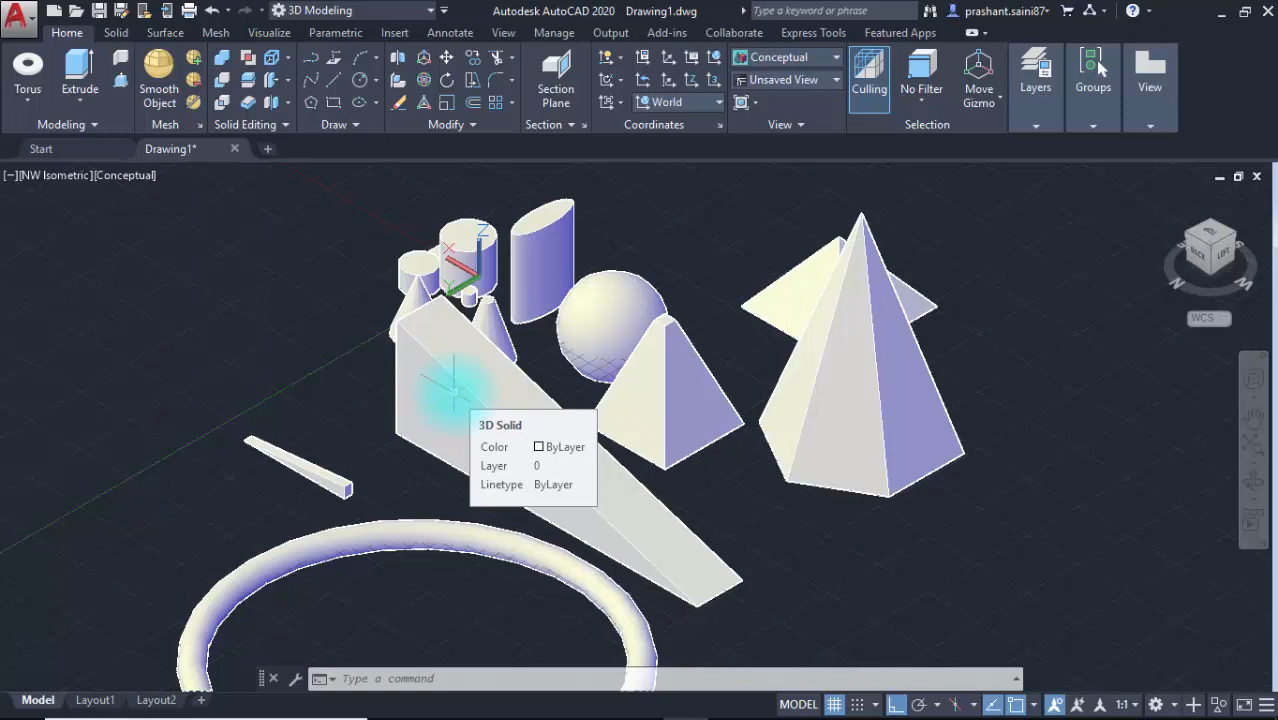 A 3D Modeling Autodesk AutoCAD 2020 Drawing1.dwg Type a keyword or phrase prashant.saini87
Home Solid Surface Mesh Visualize Parametric Insert Annotate View Manage Output Add-ins Collaborate Express Tools Featured Apps
Torus Extrude Smooth Object Section Plane Conceptual Unsaved View World Culling No Filter Move Gizmo Layers Groups View
Modeling Mesh Solid Editing Draw Modify Section Coordinates View Selection
Start Drawing1*
[−][NW Isometric][Conceptual]
Z
X
Y
BACK LEFT
WCS
3D Solid
Color ByLayer
Layer 0
Linetype ByLayer
Type a command
Model Layout1 Layout2 MODEL 1:1